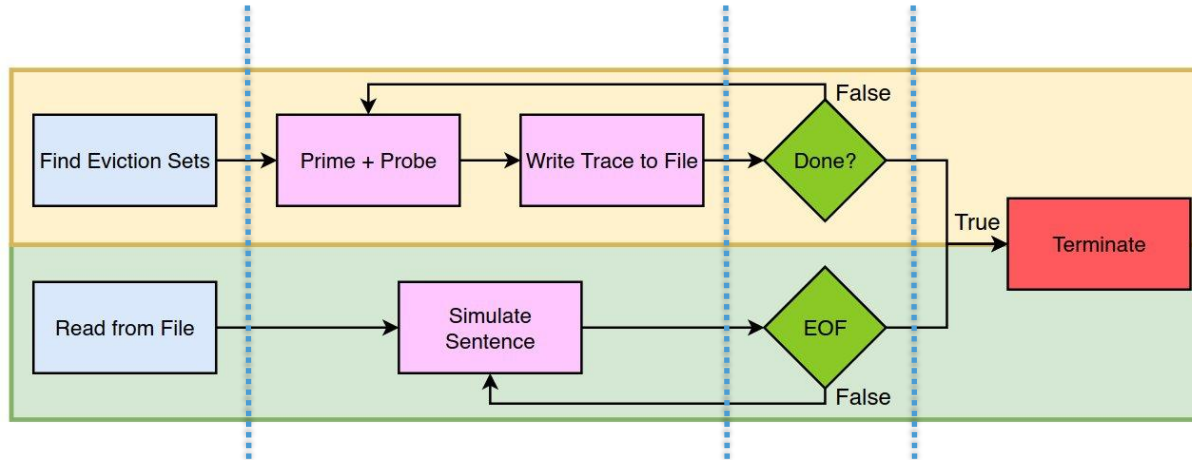 False
Find Eviction Sets
Prime + Probe
Write Trace to File
Done?
True
Terminate
Read from File
Simulate
Sentence
EOF
False